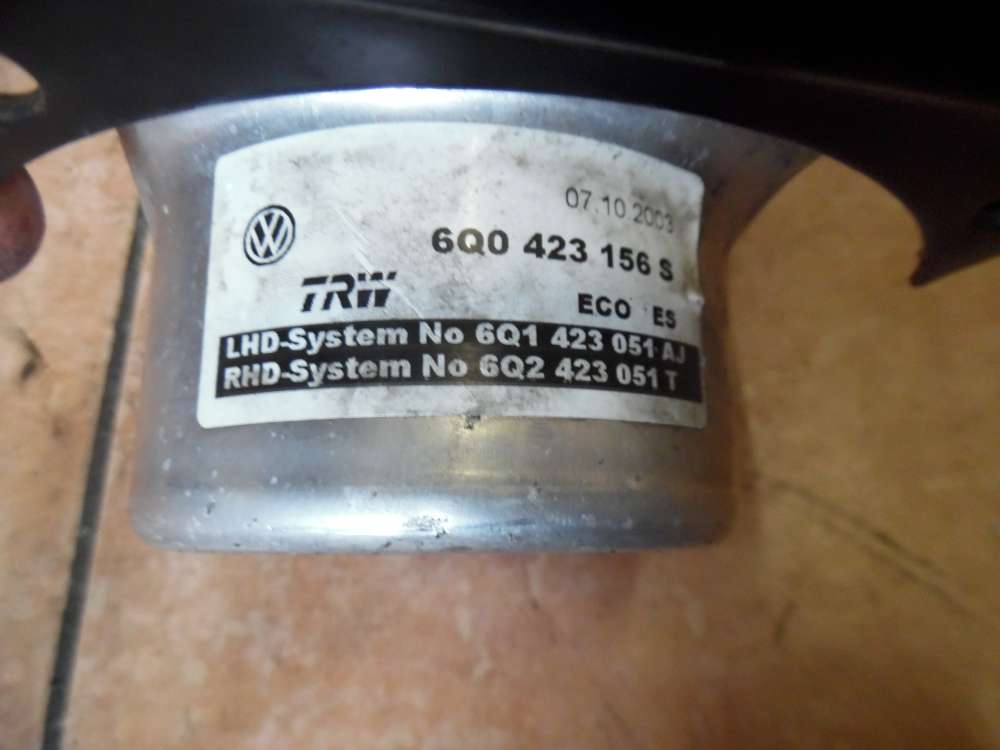 07.10.2003
6Q0 423 156 S
TRW
ECO ES
LHD-System No 6Q1 423 051 AJ
RHD-System No 6Q2 423 051 T